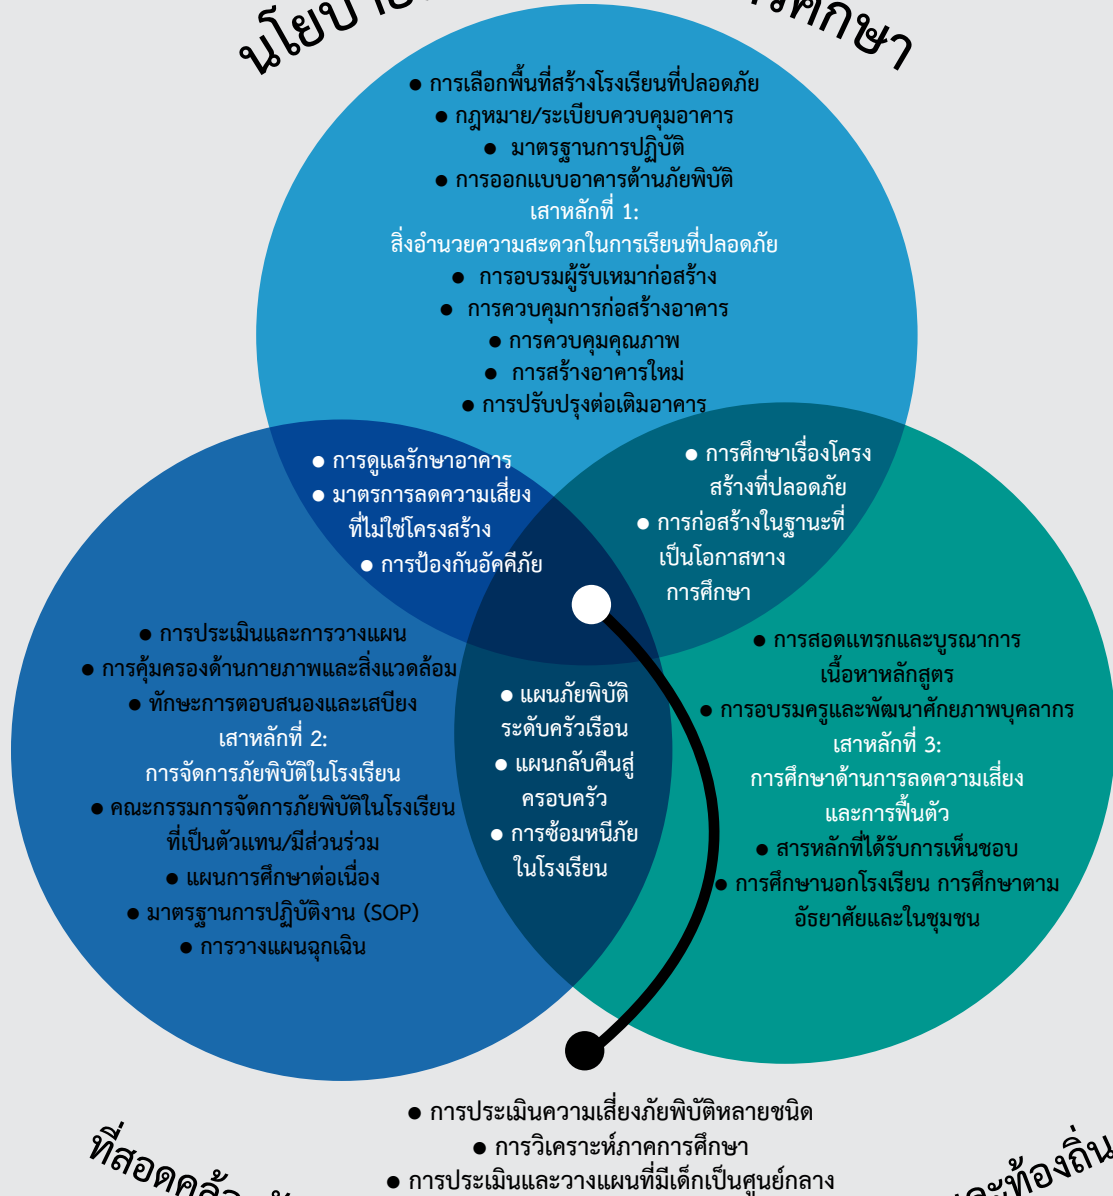 ● การเลือกพื้นที่สร้างโรงเรียนที่ปลอดภัย
● กฎหมาย/ระเบียบควบคุมอาคาร
● มาตรฐานการปฏิบัติ
● การออกแบบอาคารต้านภัยพิบัติ
เสาหลักที่ 1:
สิ่งอำนวยความสะดวกในการเรียนที่ปลอดภัย
● การอบรมผู้รับเหมาก่อสร้าง
● การควบคุมการก่อสร้างอาคาร
● การควบคุมคุณภาพ
● การสร้างอาคารใหม่
● การปรับปรุงต่อเติมอาคาร
● การดูแลรักษาอาคาร
● มาตรการลดความเสี่ยง
ที่ไม่ใช่โครงสร้าง
● การป้องกันอัคคีภัย
● การศึกษาเรื่องโครง
สร้างที่ปลอดภัย
● การก่อสร้างในฐานะที่
เป็นโอกาสทาง
การศึกษา
● การประเมินและการวางแผน
● การคุ้มครองด้านกายภาพและสิ่งแวดล้อม
● ทักษะการตอบสนองและเสบียง
เสาหลักที่ 2:
การจัดการภัยพิบัติในโรงเรียน
● คณะกรรมการจัดการภัยพิบัติในโรงเรียน
ที่เป็นตัวแทน/มีส่วนร่วม
● แผนการศึกษาต่อเนื่อง
● มาตรฐานการปฏิบัติงาน (SOP)
● การวางแผนฉุกเฉิน
● แผนภัยพิบัติ
ระดับครัวเรือน
● แผนกลับคืนสู่
ครอบครัว
● การซ้อมหนีภัย
ในโรงเรียน
● การสอดแทรกและบูรณาการ
เนื้อหาหลักสูตร
● การอบรมครูและพัฒนาศักยภาพบุคลากร
เสาหลักที่ 3:
การศึกษาด้านการลดความเสี่ยง
และการฟื้นตัว
● สารหลักที่ได้รับการเห็นชอบ
● การศึกษานอกโรงเรียน การศึกษาตาม
อัธยาศัยและในชุมชน
● การประเมินความเสี่ยงภัยพิบัติหลายชนิด
● การวิเคราะห์ภาคการศึกษา
● การประเมินและวางแผนที่มีเด็กเป็นศูนย์กลาง